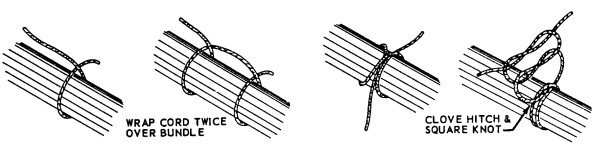 WRAP CORD TWICE
OVER BUNDLE
CLOVE HITCH &
SQUARE KNOT